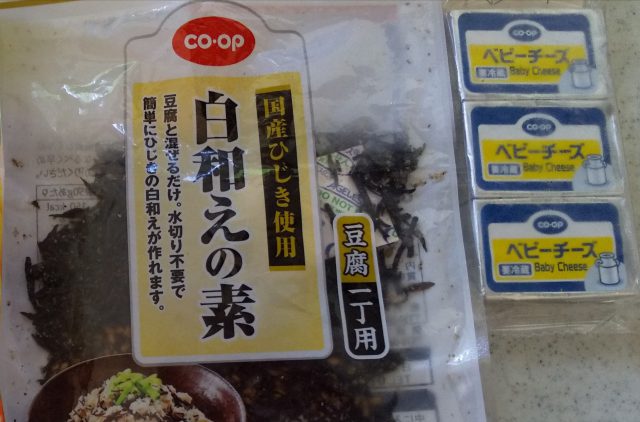 co·op
国産ひじき使用
白和えの素
豆腐と混ぜるだけ。水切り不要で
簡単にひじきの白和えが作れます。
豆腐一丁用
co·op
ベビーチーズ
要冷蔵 Baby Cheese
co·op
ベビーチーズ
要冷蔵 Baby Cheese
co·op
ベビーチーズ
要冷蔵 Baby Cheese